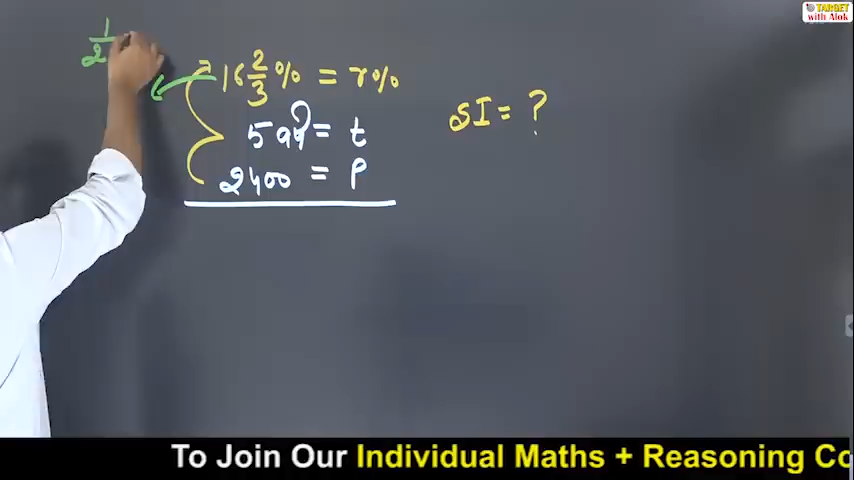 TARGET
with Alok
1
2
16 2/3 % = r%
5 वर्ष = t
2400 = P
SI = ?
To Join Our Individual Maths + Reasoning Co